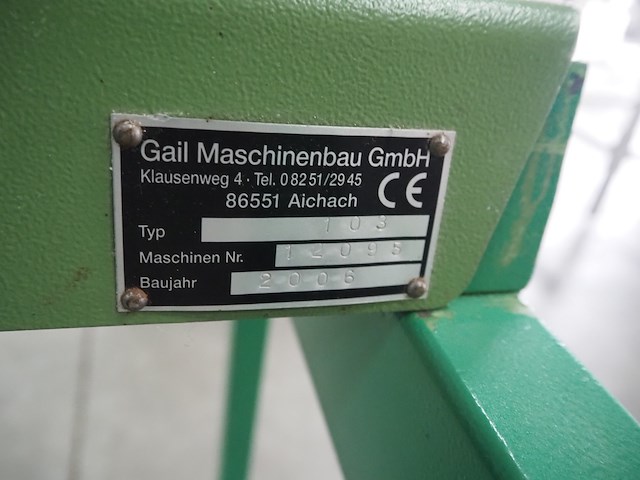 Gail Maschinenbau GmbH
Klausenweg 4 · Tel. 0 82 51/29 45
86551 Aichach CE
Typ 103
Maschinen Nr. 12098
Baujahr 2006